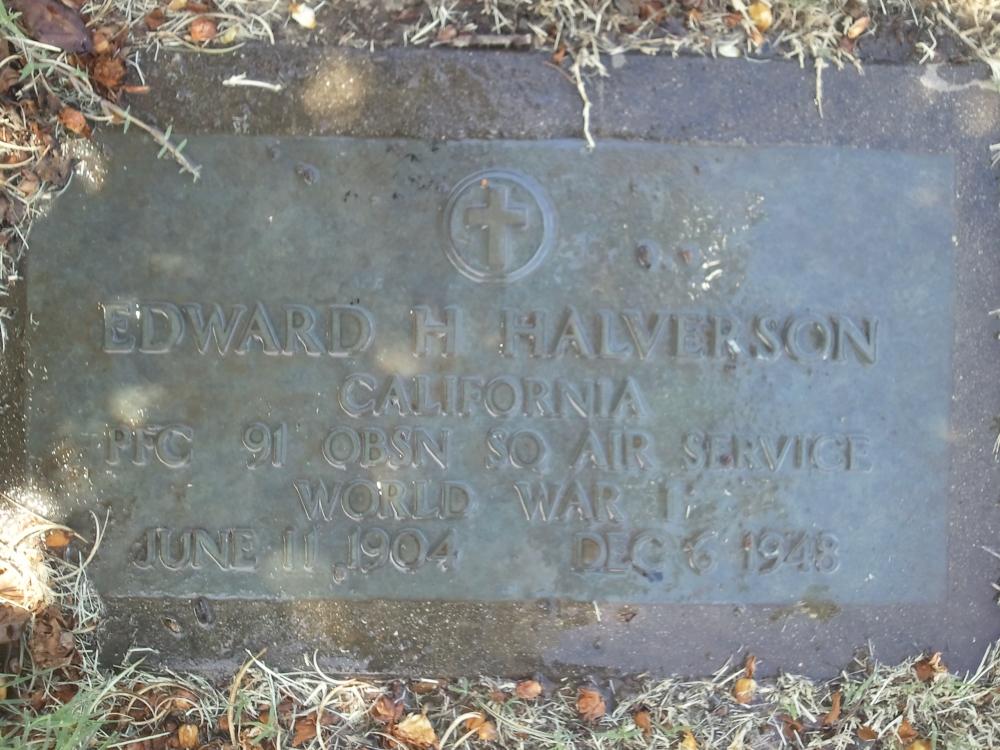 EDWARD H HALVERSON
CALIFORNIA
PFC 91 OBSN SQ AIR SERVICE
WORLD WAR I
JUNE 11 1904 DEC 6 1948